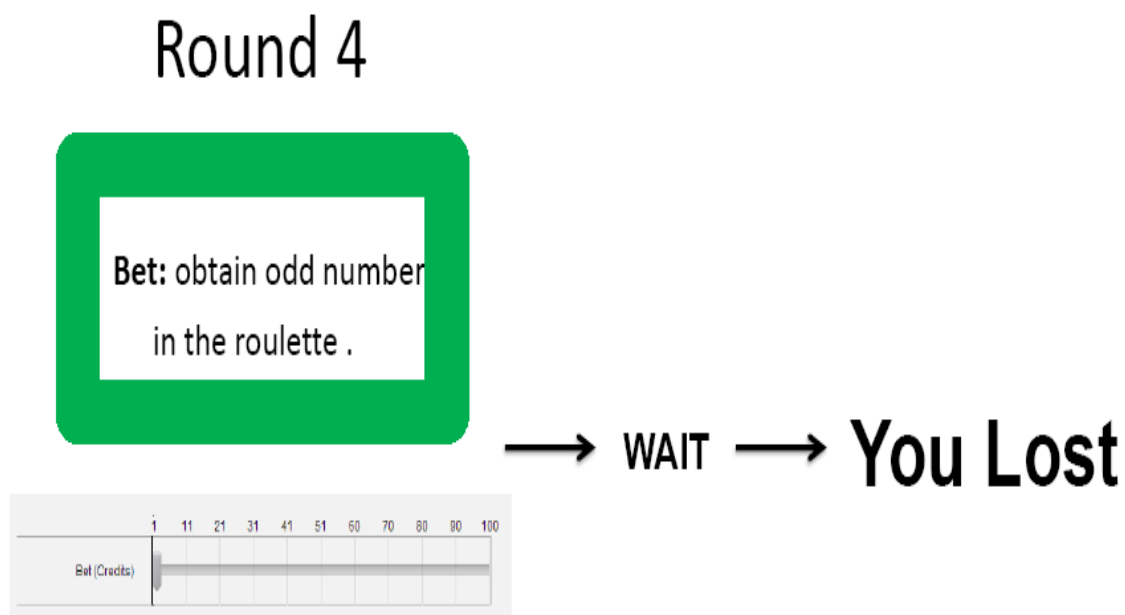 Round 4
Bet: obtain odd number
in the roulette .
WAIT
You Lost
1 11 21 31 41 51 60 70 80 90 100
Bet (Credits)